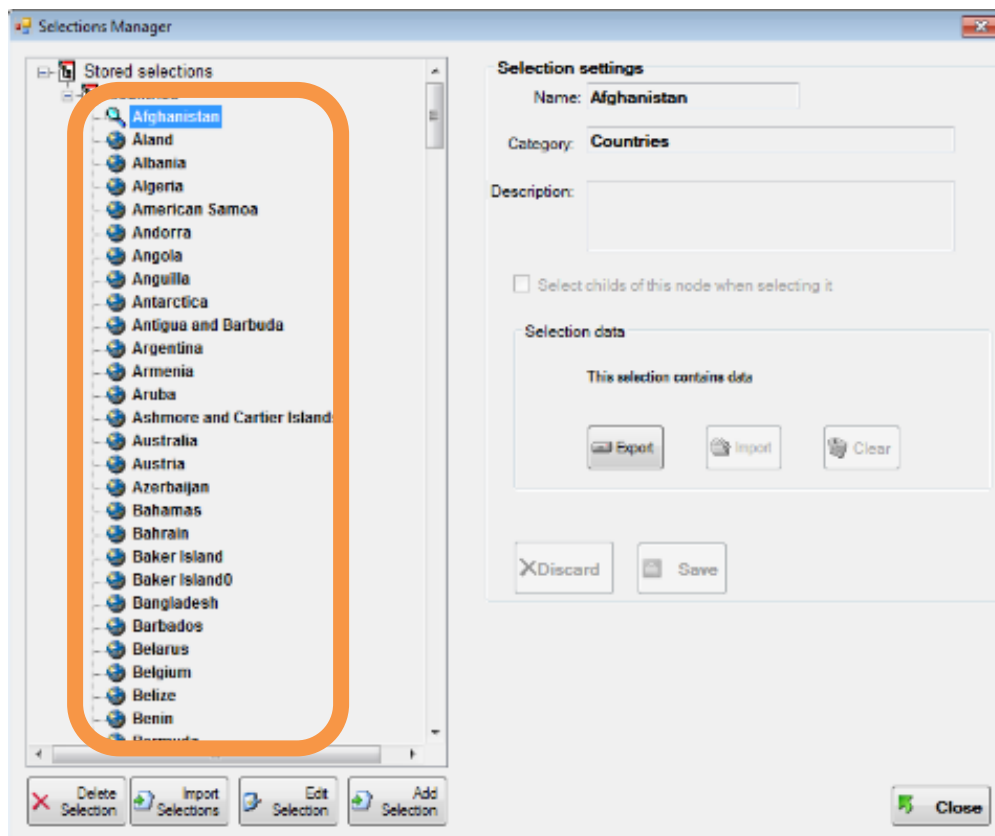 Selections Manager
Stored selections
Afghanistan
Åland
Albania
Algeria
American Samoa
Andorra
Angola
Anguilla
Antarctica
Antigua and Barbuda
Argentina
Armenia
Aruba
Ashmore and Cartier Island
Australia
Austria
Azerbaijan
Bahamas
Bahrain
Baker Island
Baker Island0
Bangladesh
Barbados
Belarus
Belgium
Belize
Benin
Delete Selection
Import Selections
Edit Selection
Add Selection
Selection settings
Name: Afghanistan
Category: Countries
Description:
Select childs of this node when selecting it
Selection data
This selection contains data
Export
Import
Clear
Discard
Save
Close